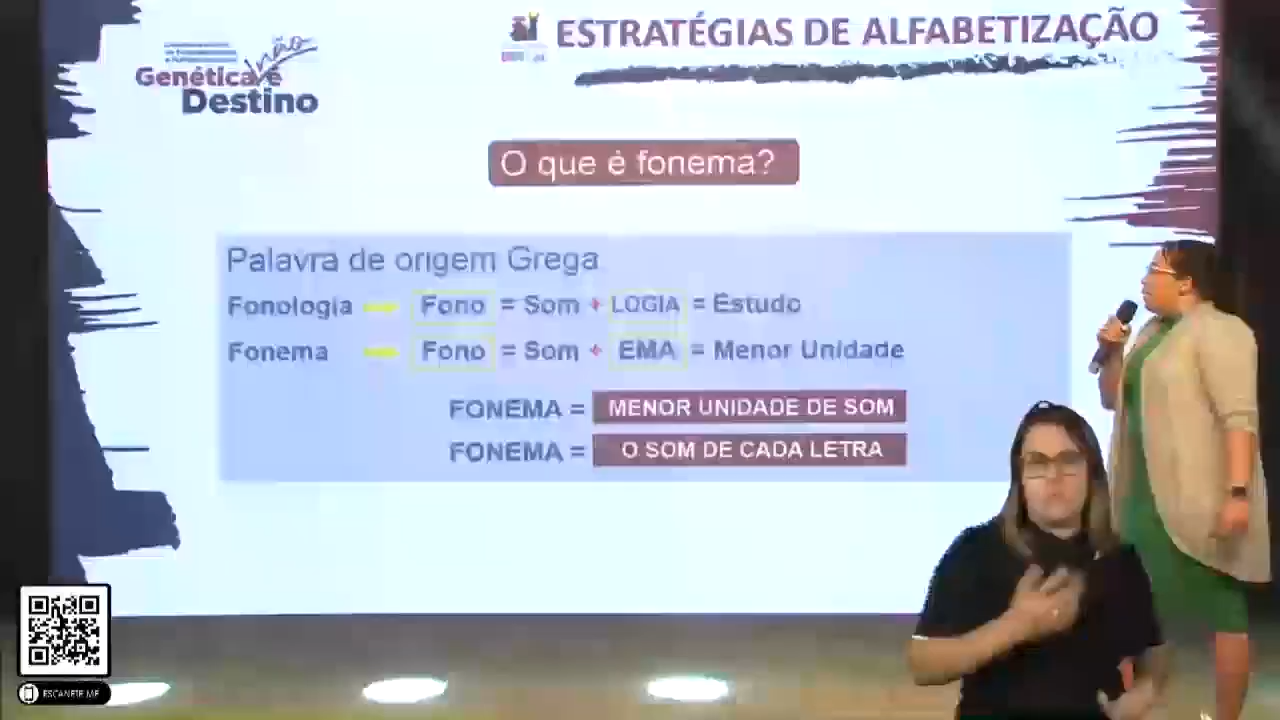 ESTRATÉGIAS DE ALFABETIZAÇÃO
Genética não é
Destino
O que é fonema?
Palavra de origem Grega
Fonologia Fono = Som + LOGIA = Estudo
Fonema Fono = Som + EMA = Menor Unidade
FONEMA = MENOR UNIDADE DE SOM
FONEMA = O SOM DE CADA LETRA
ESCANEIE ME